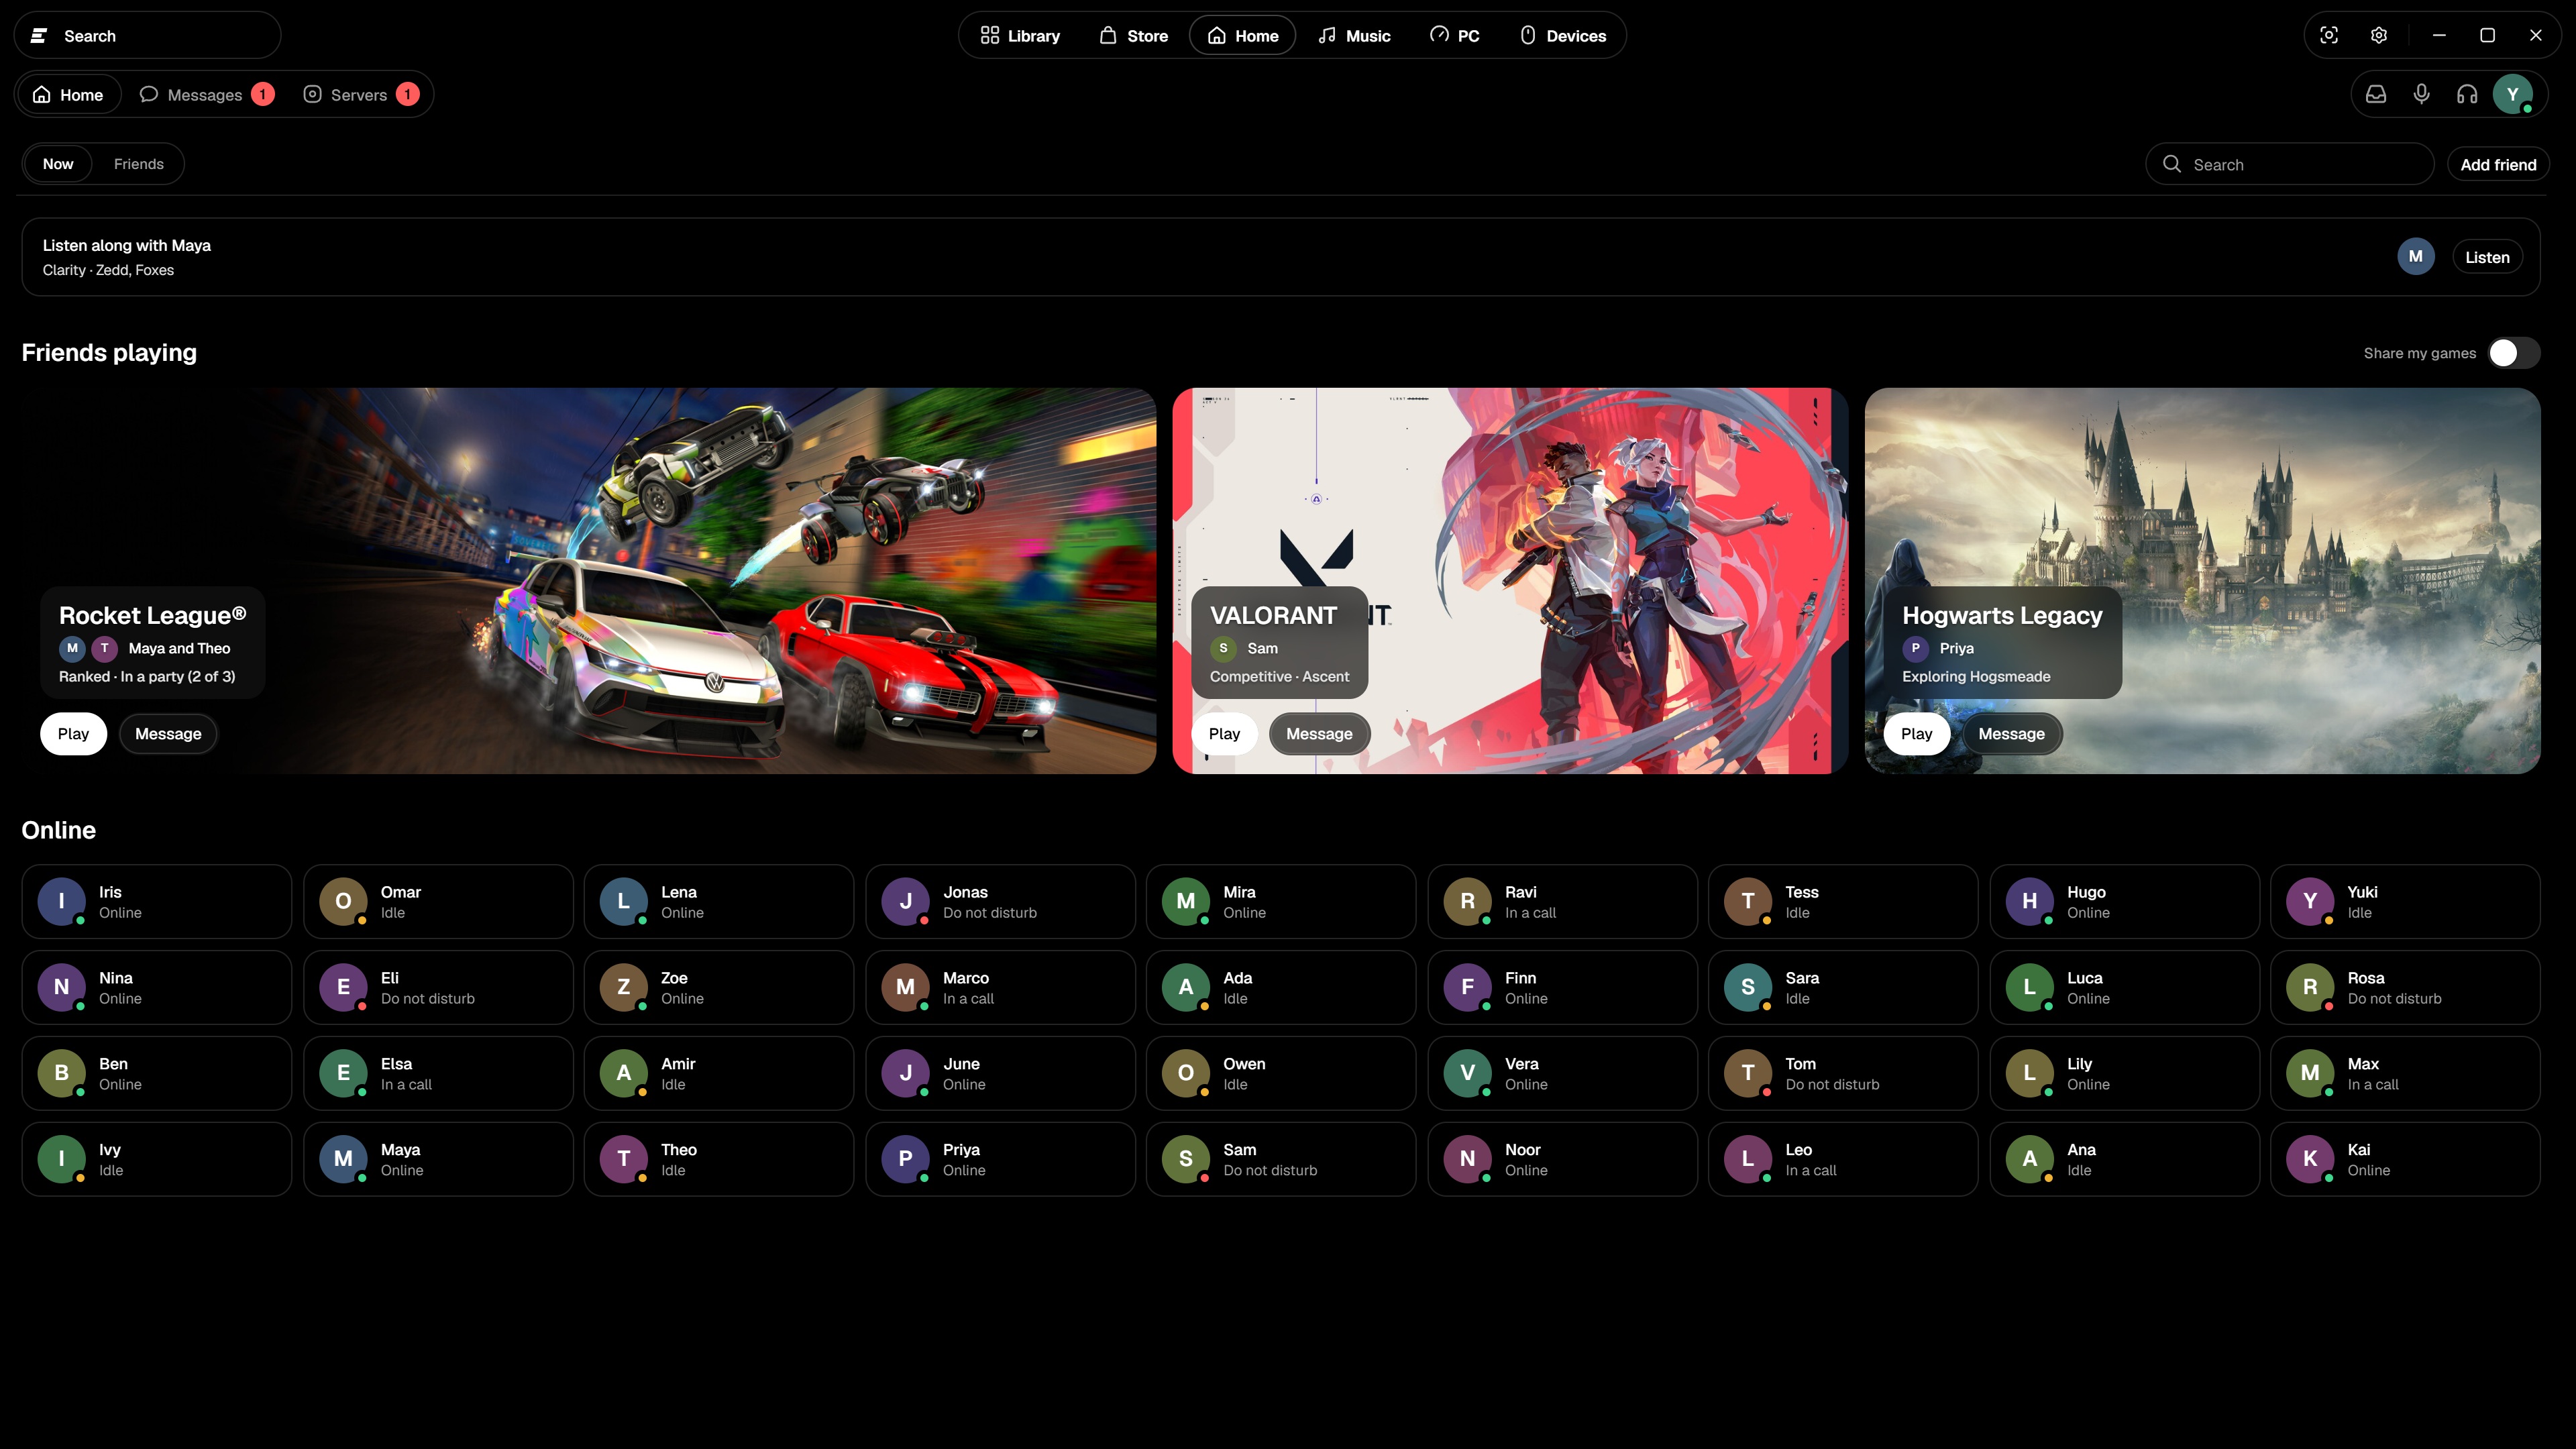 Search
Library
Store
Home
Music
PC
Devices
Home
Messages 1
Servers 1
Y
Now
Friends
Search
Add friend
Listen along with Maya
Clarity · Zedd, Foxes
M
Listen
Friends playing
Share my games
Rocket League®
M T Maya and Theo
Ranked · In a party (2 of 3)
Play
Message
NT
VALORANT
S Sam
Competitive · Ascent
Play
Message
Hogwarts Legacy
P Priya
Exploring Hogsmeade
Play
Message
Online
I
Iris
Online
O
Omar
Idle
L
Lena
Online
J
Jonas
Do not disturb
M
Mira
Online
R
Ravi
In a call
T
Tess
Idle
H
Hugo
Online
Y
Yuki
Idle
N
Nina
Online
E
Eli
Do not disturb
Z
Zoe
Online
M
Marco
In a call
A
Ada
Idle
F
Finn
Online
S
Sara
Idle
L
Luca
Online
R
Rosa
Do not disturb
B
Ben
Online
E
Elsa
In a call
A
Amir
Idle
J
June
Online
O
Owen
Idle
V
Vera
Online
T
Tom
Do not disturb
L
Lily
Online
M
Max
In a call
I
Ivy
Idle
M
Maya
Online
T
Theo
Idle
P
Priya
Online
S
Sam
Do not disturb
N
Noor
Online
L
Leo
In a call
A
Ana
Idle
K
Kai
Online